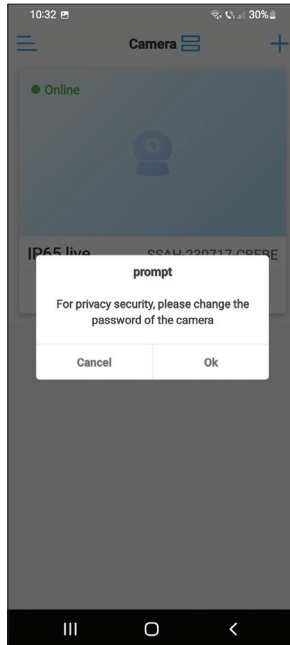 10:32 30%
Camera
Online
IP65 live
prompt
For privacy security, please change the
password of the camera
Cancel Ok